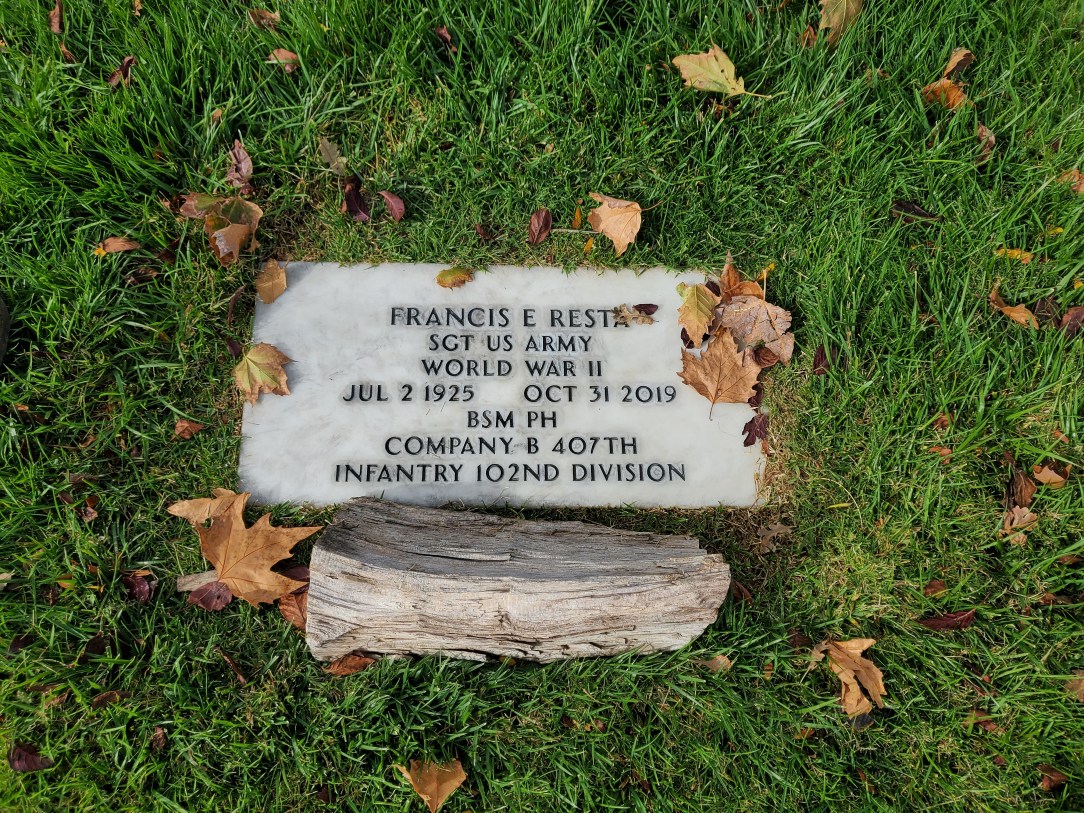 FRANCIS E RESTA
SGT US ARMY
WORLD WAR II
JUL 2 1925 OCT 31 2019
BSM PH
COMPANY B 407TH
INFANTRY 102ND DIVISION